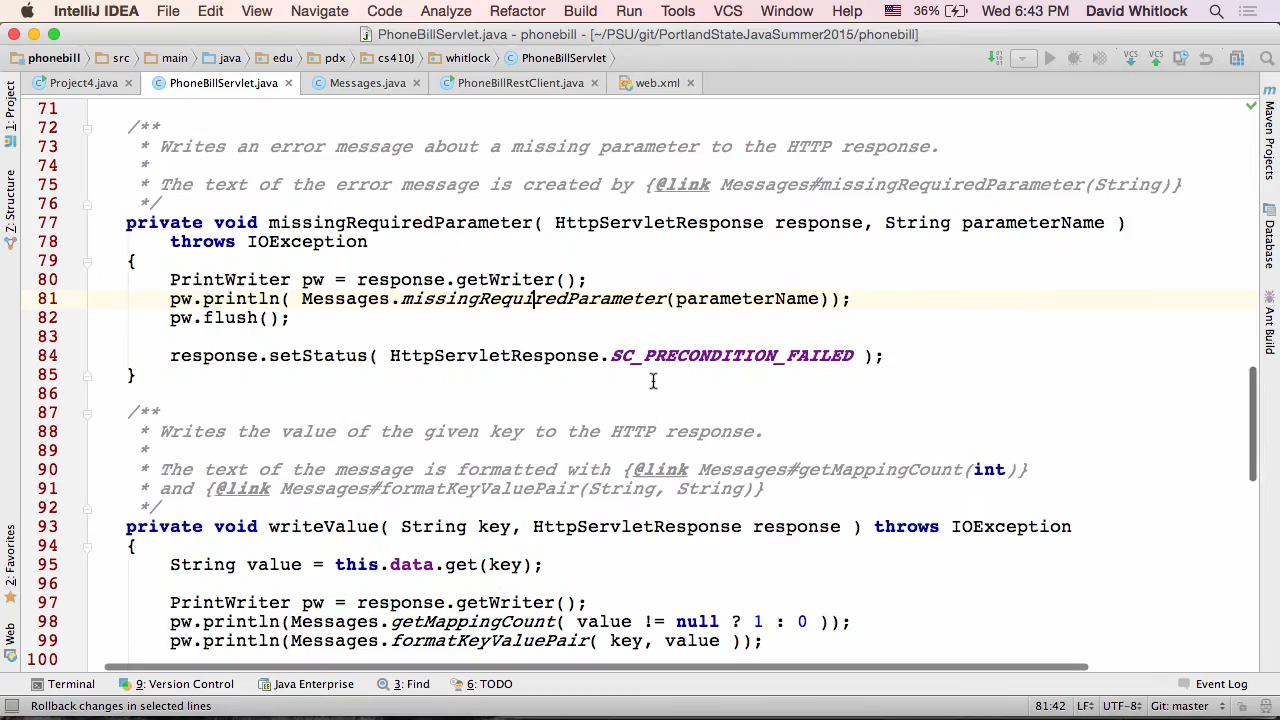 IntelliJ IDEA File Edit View Navigate Code Analyze Refactor Build Run Tools VCS Window Help 36% Wed 6:43 PM David Whitlock
PhoneBillServlet.java - phonebill - [~/PSU/git/PortlandStateJavaSummer2015/phonebill]
phonebill src main java edu pdx cs410J whitlock PhoneBillServlet VCS VCS
Project4.java PhoneBillServlet.java Messages.java PhoneBillRestClient.java web.xml
1: Project
Z: Structure
2: Favorites
Web
71
72 /**
73 * Writes an error message about a missing parameter to the HTTP response.
74 *
75 * The text of the error message is created by {@link Messages#missingRequiredParameter(String)}
76 */
77 private void missingRequiredParameter( HttpServletResponse response, String parameterName )
78 throws IOException
79 {
80 PrintWriter pw = response.getWriter();
81 pw.println( Messages.missingRequiredParameter(parameterName));
82 pw.flush();
83
84 response.setStatus( HttpServletResponse.SC_PRECONDITION_FAILED );
85 }
86
87 /**
88 * Writes the value of the given key to the HTTP response.
89 *
90 * The text of the message is formatted with {@link Messages#getMappingCount(int)}
91 * and {@link Messages#formatKeyValuePair(String, String)}
92 */
93 private void writeValue( String key, HttpServletResponse response ) throws IOException
94 {
95 String value = this.data.get(key);
96
97 PrintWriter pw = response.getWriter();
98 pw.println(Messages.getMappingCount( value != null ? 1 : 0 ));
99 pw.println(Messages.formatKeyValuePair( key, value ));
100
Maven Projects
Database
Ant Build
Terminal 9: Version Control Java Enterprise 3: Find 6: TODO Event Log
Rollback changes in selected lines 81:42 LF UTF-8 Git: master